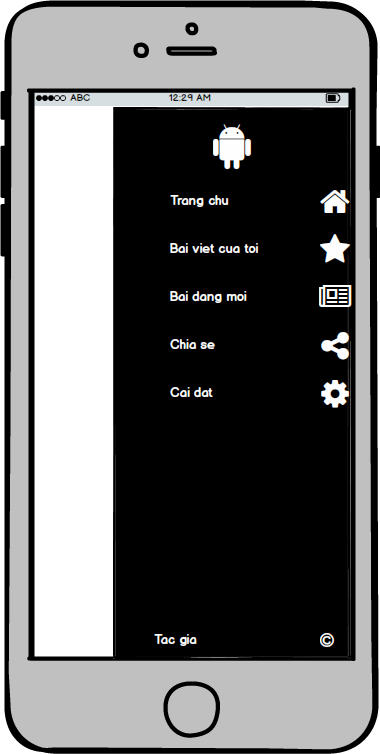 ABC 12:29 AM
Trang chu
Bai viet cua toi
Bai dang moi
Chia se
Cai dat
Tac gia ©